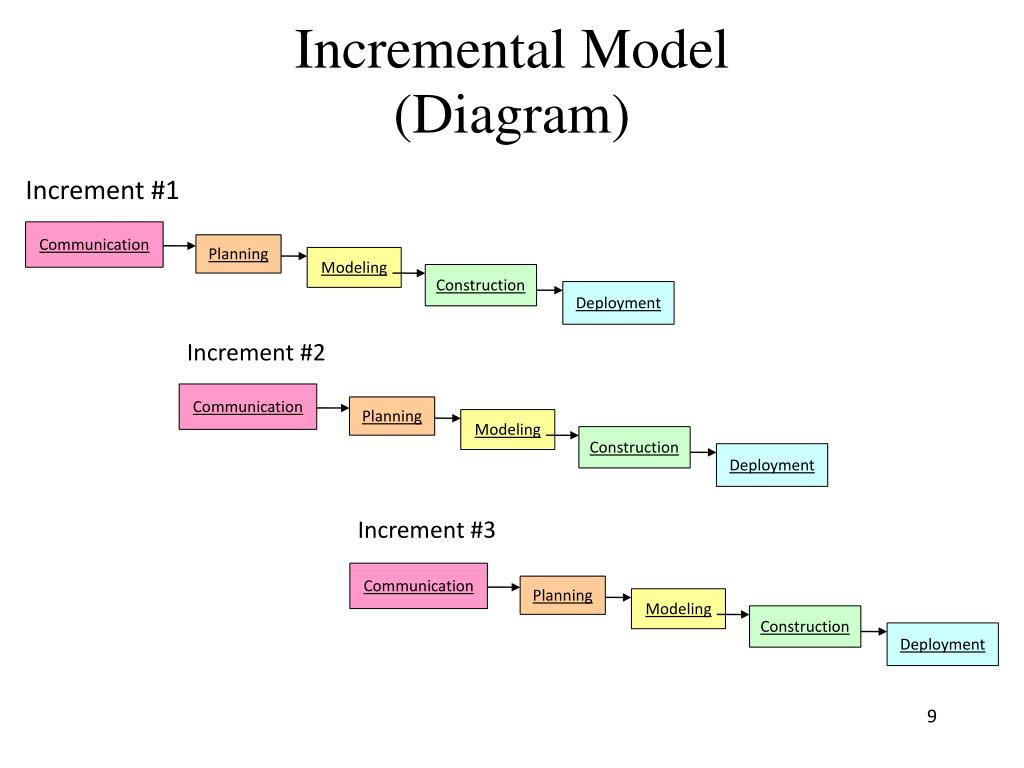 Incremental Model
(Diagram)
Increment #1
Communication
Planning
Modeling
Construction
Deployment
Increment #2
Communication
Planning
Modeling
Construction
Deployment
Increment #3
Communication
Planning
Modeling
Construction
Deployment
9